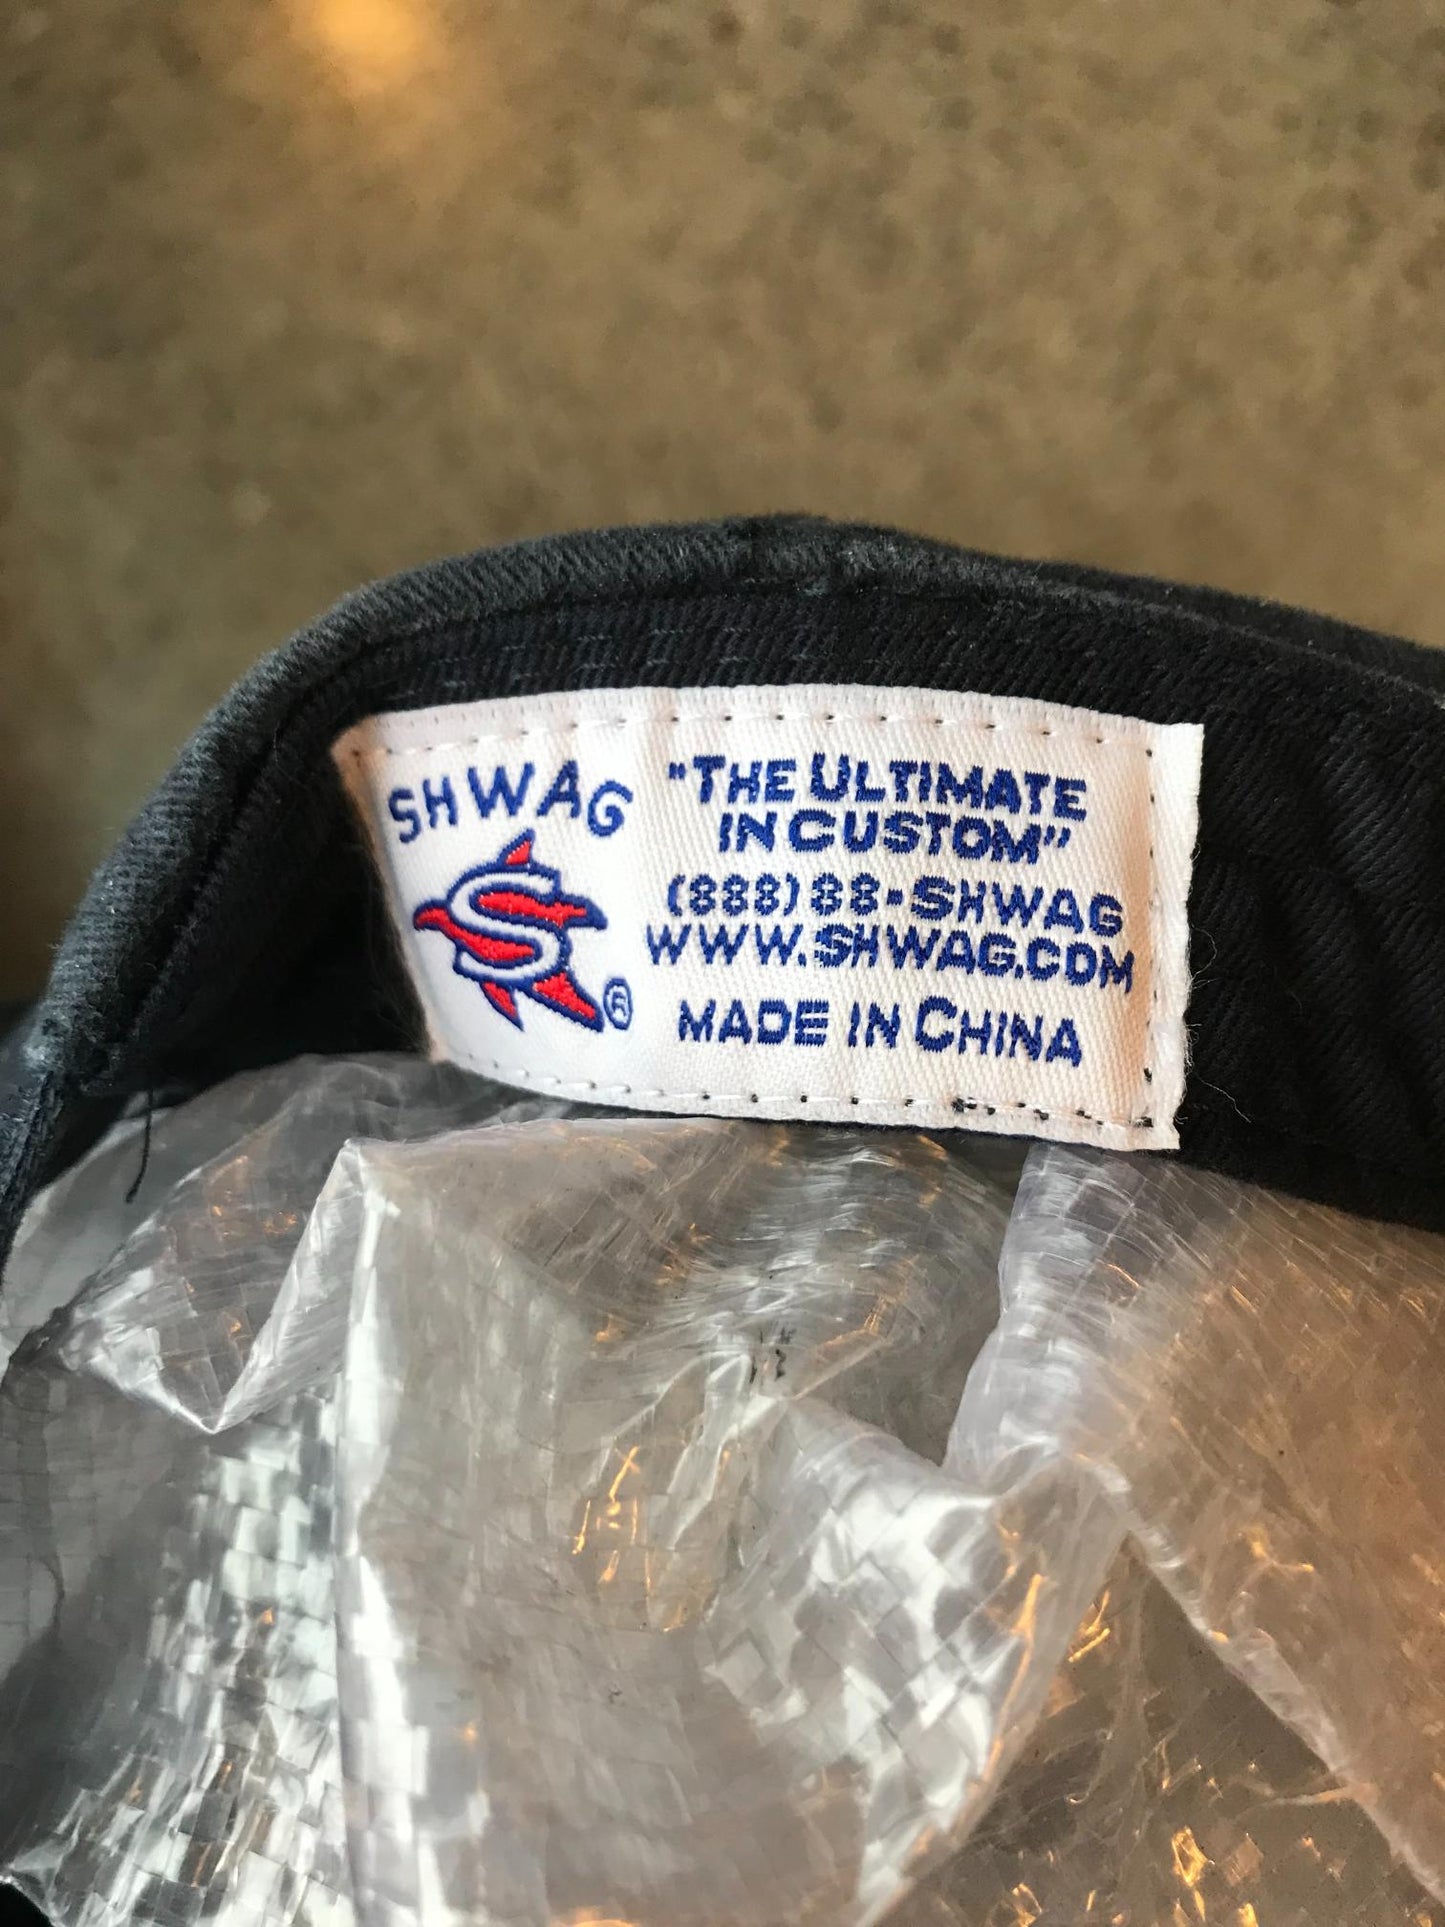 SHWAG
S®
"THE ULTIMATE
IN CUSTOM"
(888) 88-SHWAG
WWW.SHWAG.COM
MADE IN CHINA